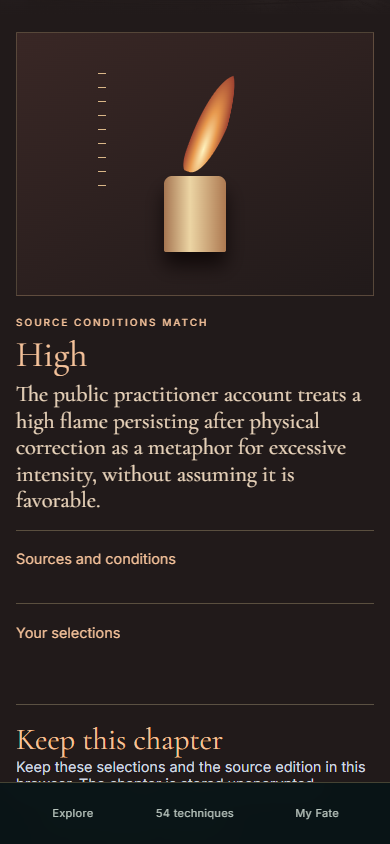 SOURCE CONDITIONS MATCH
High
The public practitioner account treats a
high flame persisting after physical
correction as a metaphor for excessive
intensity, without assuming it is
favorable.
Sources and conditions
Your selections
Keep this chapter
Keep these selections and the source edition in this
browser. The chapter is stored unencrypted
Explore
54 techniques
My Fate